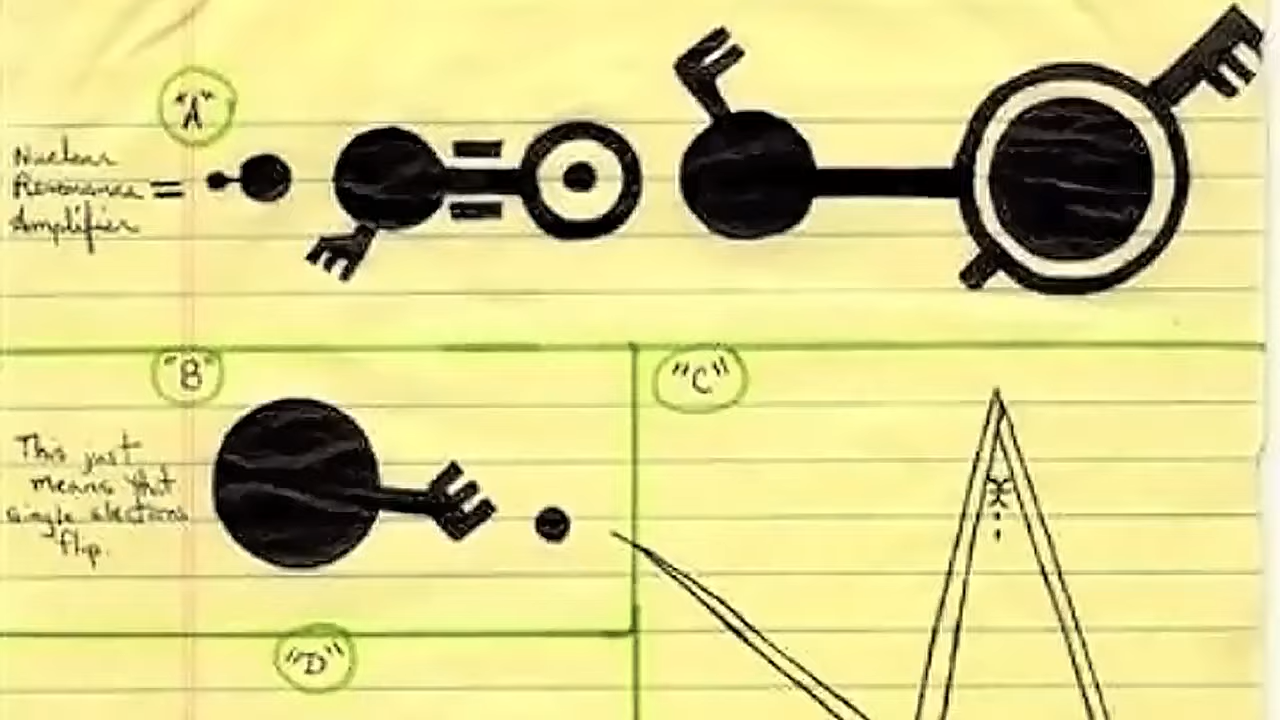 "A"
Nuclear
Resonance =
Amplifier
"B"
This just
means that
single electrons
flip.
"C"
"D"